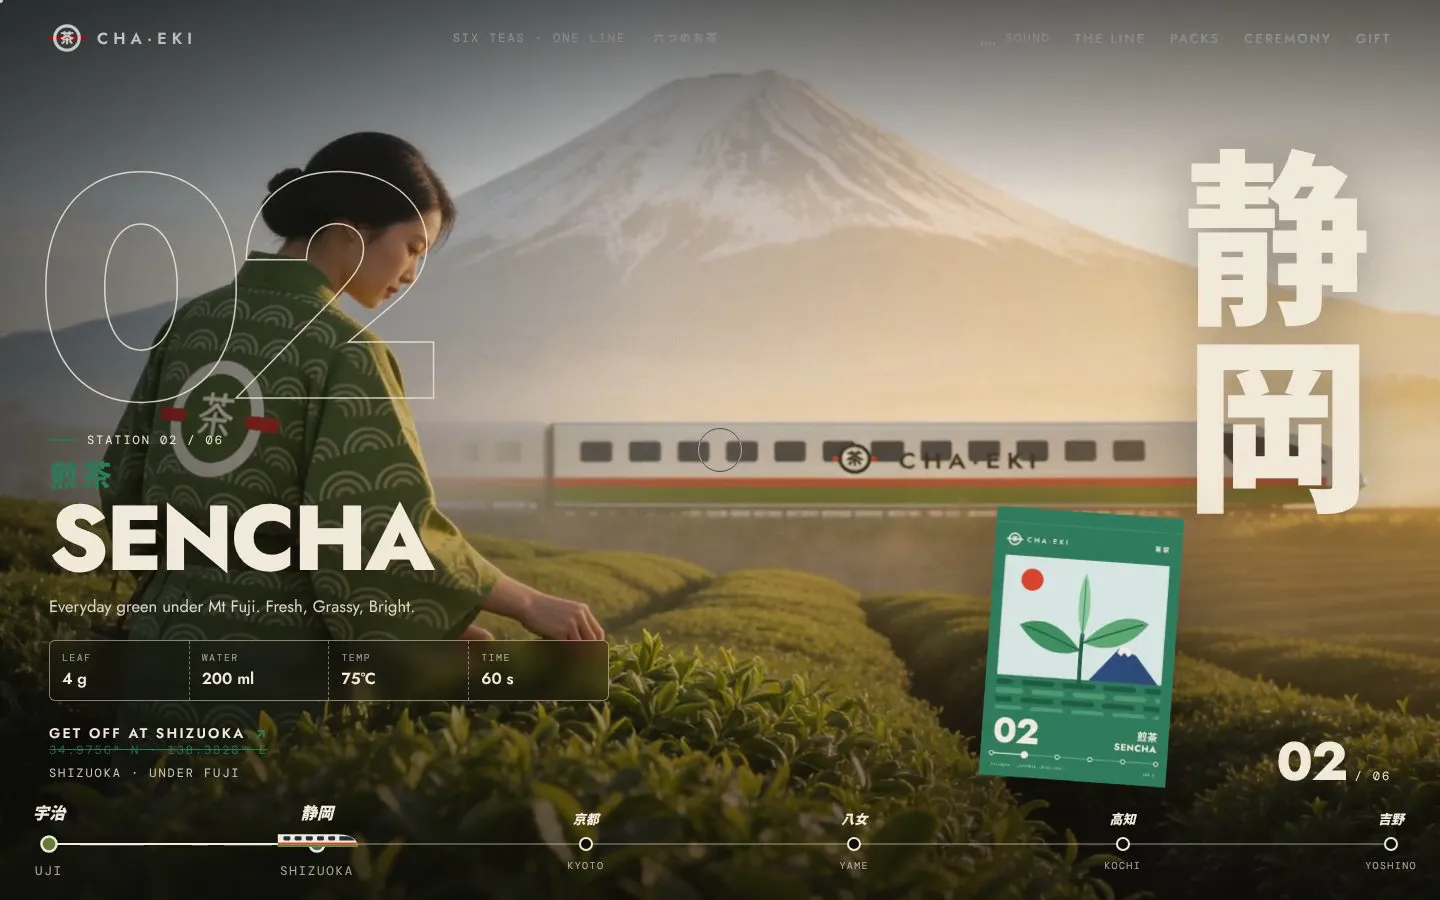 茶 CHA·EKI
SIX TEAS · ONE LINE 六つのお茶
SOUND THE LINE PACKS CEREMONY GIFT
02
静岡
茶
STATION 02 / 06
煎茶
SENCHA
茶 CHA·EKI
Everyday green under Mt Fuji. Fresh, Grassy, Bright.
LEAF WATER TEMP TIME
4 g 200 ml 75°C 60 s
GET OFF AT SHIZUOKA ↗
SHIZUOKA · UNDER FUJI
CHA·EKI
02
煎茶
SENCHA
02 / 06
宇治 静岡 京都 八女 高知 吉野
UJI SHIZUOKA KYOTO YAME KOCHI YOSHINO